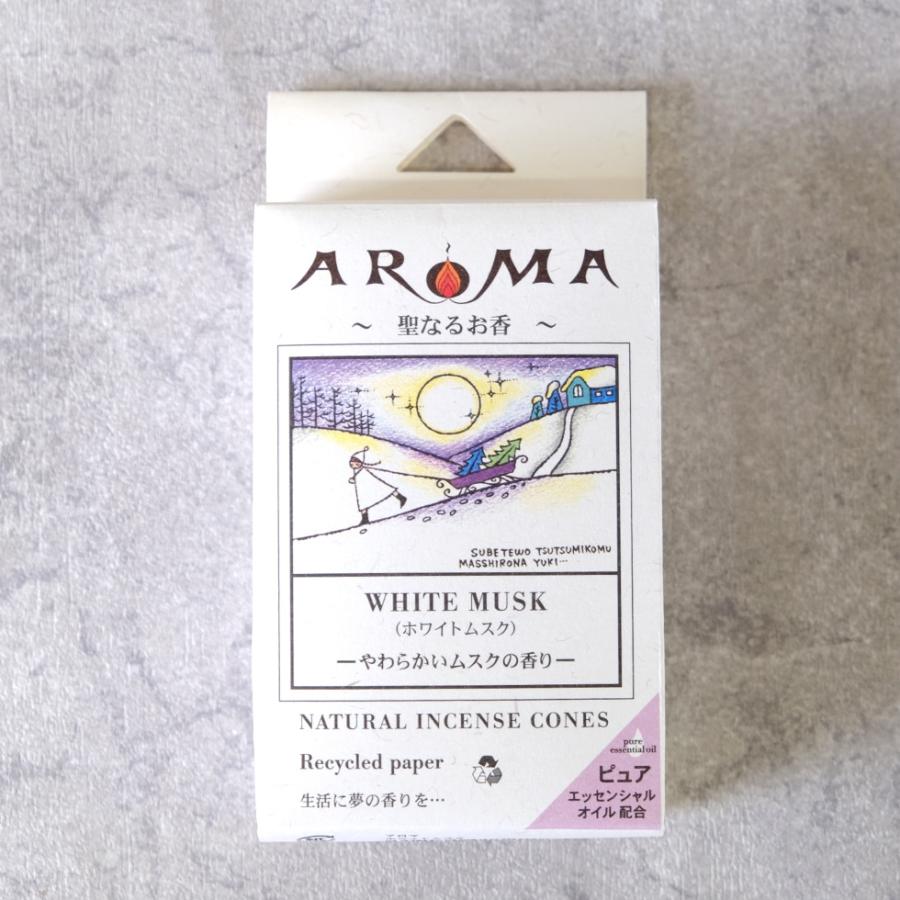 AROMA
～ 聖なるお香 ～
SUBETEWO TSUTSUMIKOMU
MASSHIRONA YUKI...
WHITE MUSK
(ホワイトムスク)
―やわらかいムスクの香り―
NATURAL INCENSE CONES
Recycled paper
生活に夢の香りを…
pure
essential oil
ピュア
エッセンシャル
オイル配合